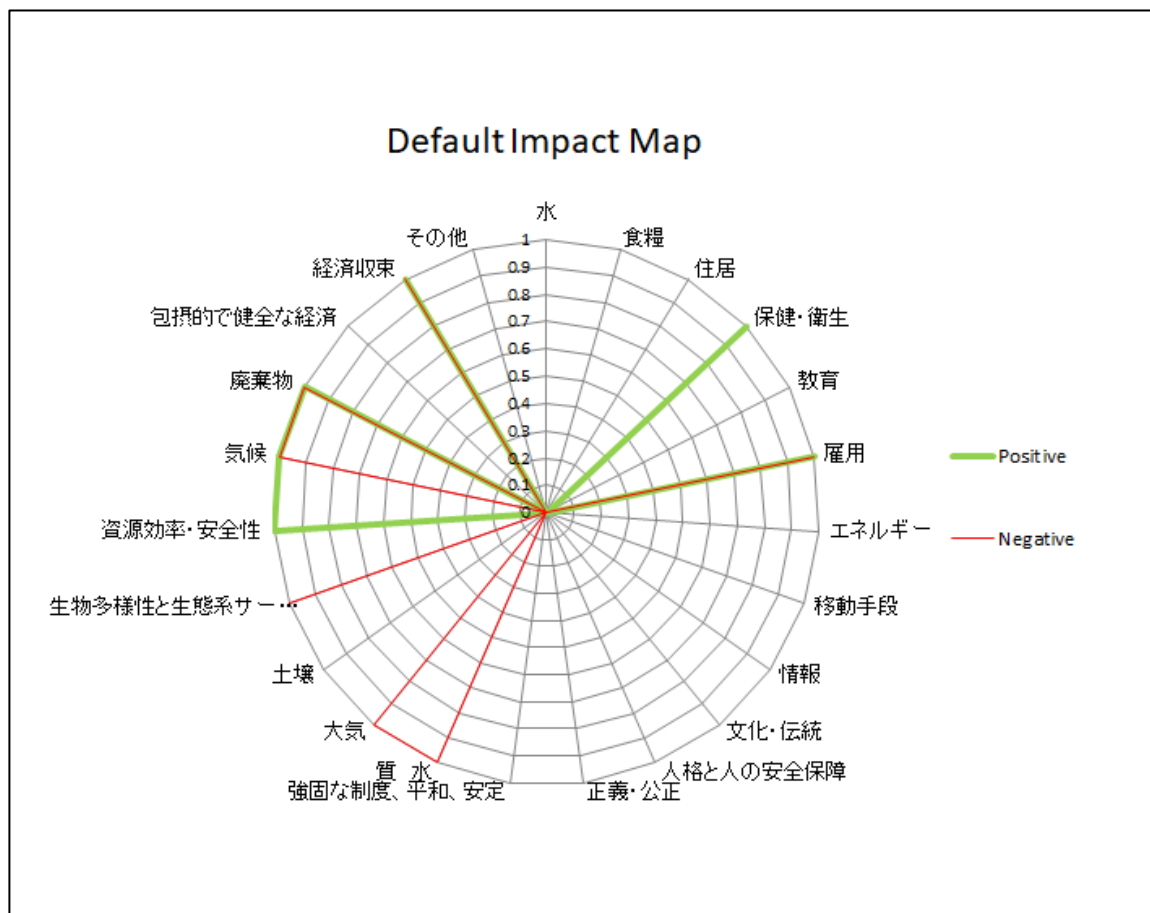 Default Impact Map
水
食糧
住居
保健・衛生
教育
雇用
エネルギー
移動手段
情報
文化・伝統
人格と人の安全保障
正義・公正
強固な制度、平和、安定
質 水
大気
土壌
生物多様性と生態系サー…
資源効率・安全性
気候
廃棄物
包摂的で健全な経済
経済収束
その他
1
0.9
0.8
0.7
0.6
0.5
0.4
0.3
0.2
0.1
0
Positive
Negative